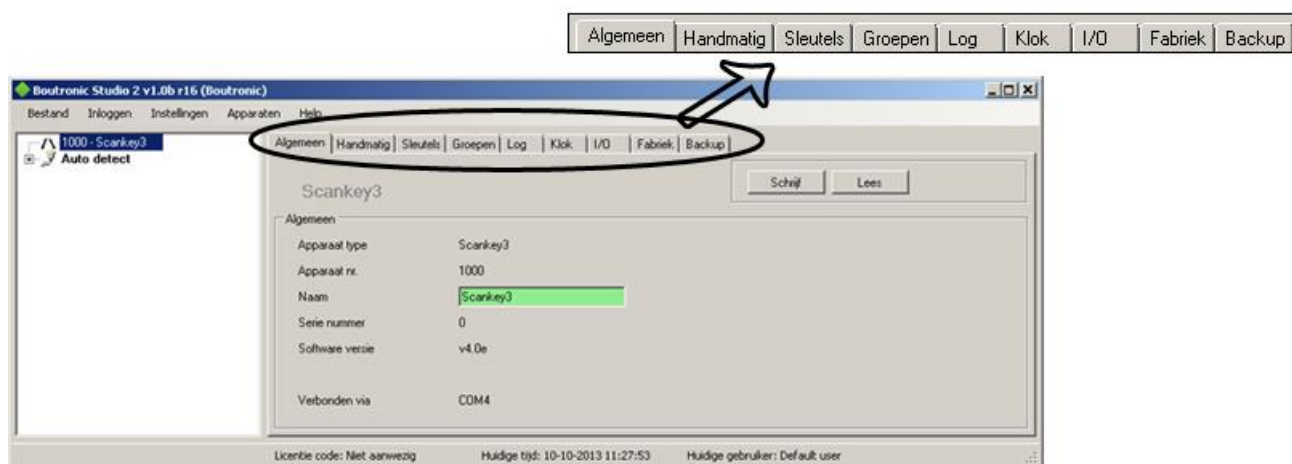 Algemeen Handmatig Sleutels Groepen Log Klok I/O Fabriek Backup
Boutronic Studio 2 v1.0b r16 (Boutronic)
Bestand Inloggen Instellingen Apparaten Help
1000 - Scankey3
Auto detect
Algemeen Handmatig Sleutels Groepen Log Klok I/O Fabriek Backup
Schrijf Lees
Scankey3
Algemeen
Apparaat type Scankey3
Apparaat nr. 1000
Naam Scankey3
Serie nummer 0
Software versie v4.0e
Verbonden via COM4
Licentie code: Niet aanwezig Huidige tijd: 10-10-2013 11:27:53 Huidige gebruiker: Default user